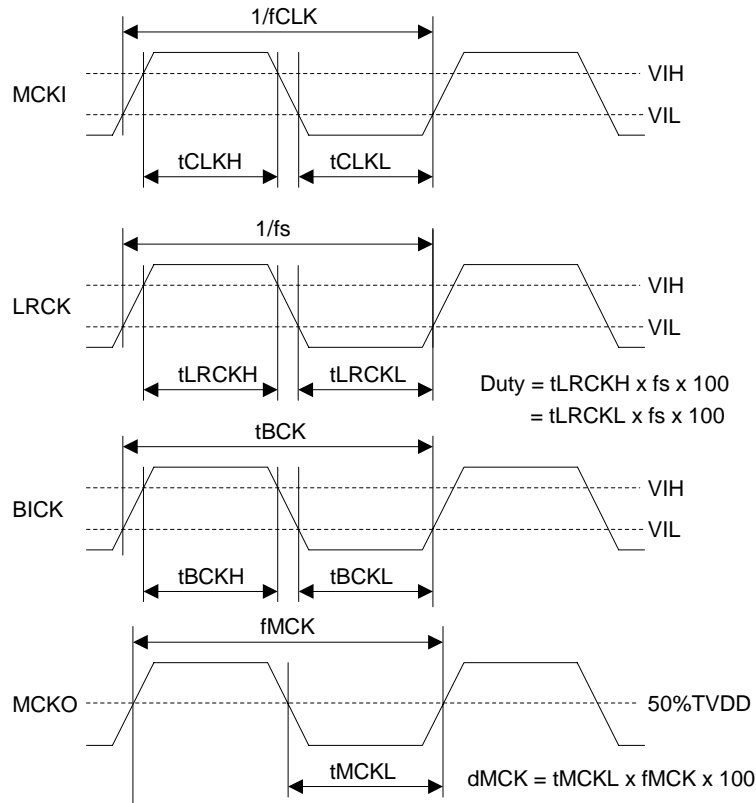 1/fCLK
VIH
MCKI
VIL
tCLKH
tCLKL
1/fs
VIH
LRCK
VIL
tLRCKH
tLRCKL
Duty = tLRCKH x fs x 100
= tLRCKL x fs x 100
tBCK
VIH
BICK
VIL
tBCKH
tBCKL
fMCK
MCKO
50%TVDD
tMCKL
dMCK = tMCKL x fMCK x 100